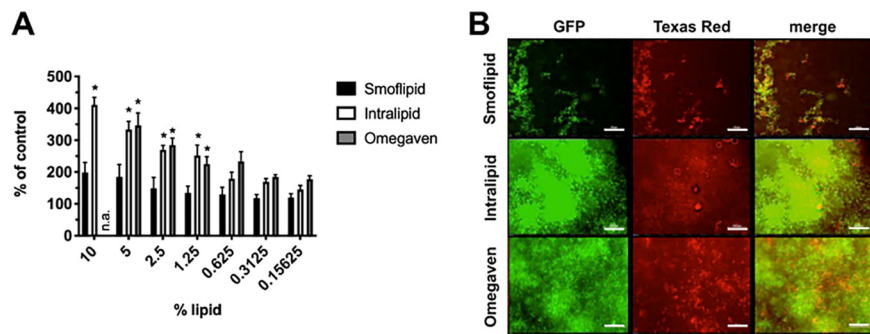 A
% of control
500
400
300
200
100
0
*
* *
* *
* *
n.a.
10
5
2.5
1.25
0.625
0.3125
0.15625
% lipid
Smoflipid
Intralipid
Omegaven
B
GFP
Texas Red
merge
Smoflipid
Intralipid
Omegaven